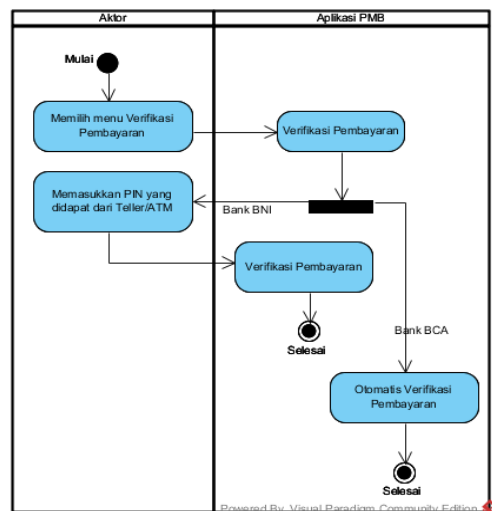 Aktor
Aplikasi PMB
Mulai
Memilih menu Verifikasi
Pembayaran
Verifikasi Pembayaran
Memasukkan PIN yang
didapat dari Teller/ATM
Bank BNI
Verifikasi Pembayaran
Selesai
Bank BCA
Otomatis Verifikasi
Pembayaran
Selesai
Powered By Visual Paradigm Community Edition